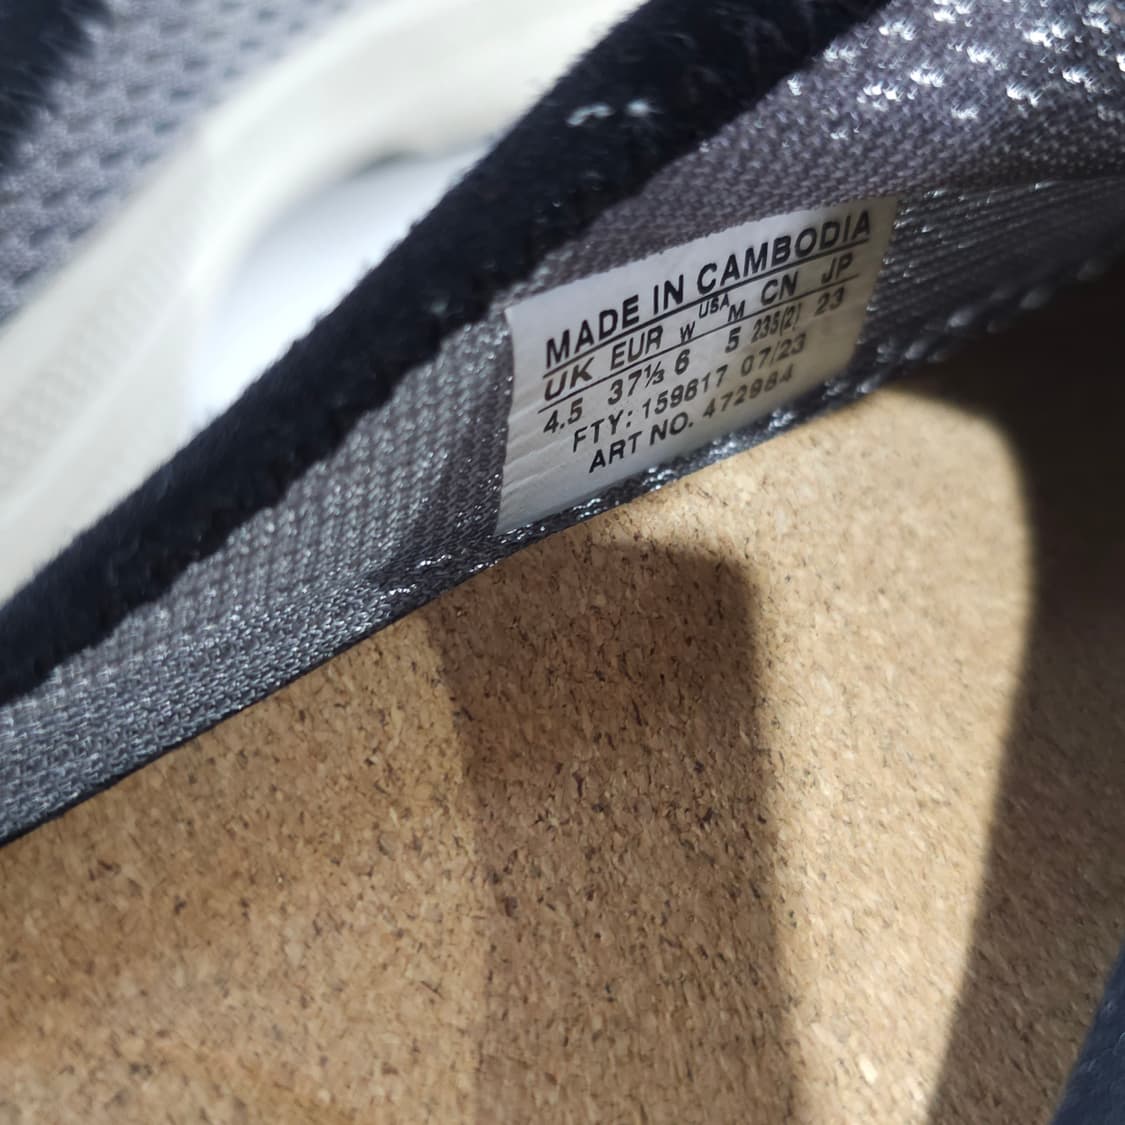 MADE IN CAMBODIA
UK EUR W USA M CN JP
4.5 37⅓ 6 5 235(2) 23
FTY: 159817 07/23
ART NO. 472984